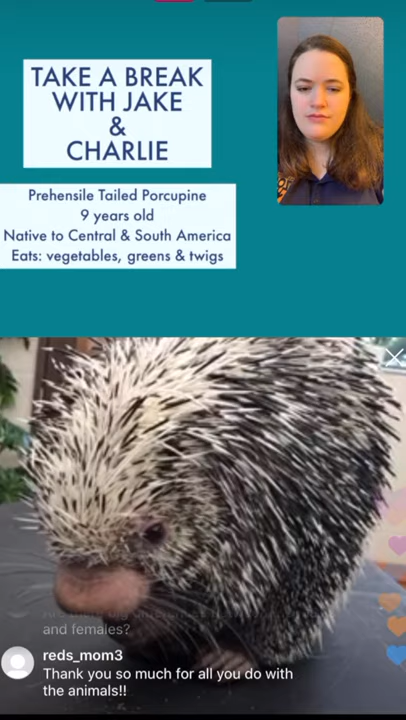 TAKE A BREAK
WITH JAKE
&
CHARLIE
Prehensile Tailed Porcupine
9 years old
Native to Central & South America
Eats: vegetables, greens & twigs
and females?
reds_mom3
Thank you so much for all you do with
the animals!!